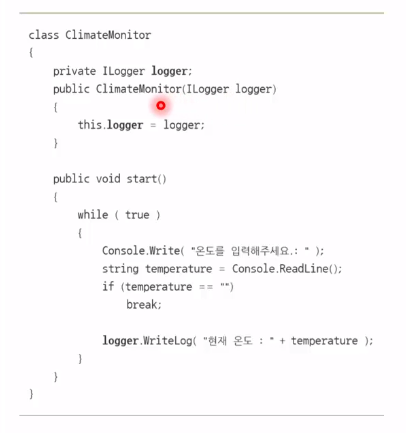 class ClimateMonitor
{
private ILogger logger;
public ClimateMonitor(ILogger logger)
{
this.logger = logger;
}
public void start()
{
while ( true )
{
Console.Write( "온도를 입력해주세요.: " );
string temperature = Console.ReadLine();
if (temperature == "")
break;
logger.WriteLog( "현재 온도 : " + temperature );
}
}
}